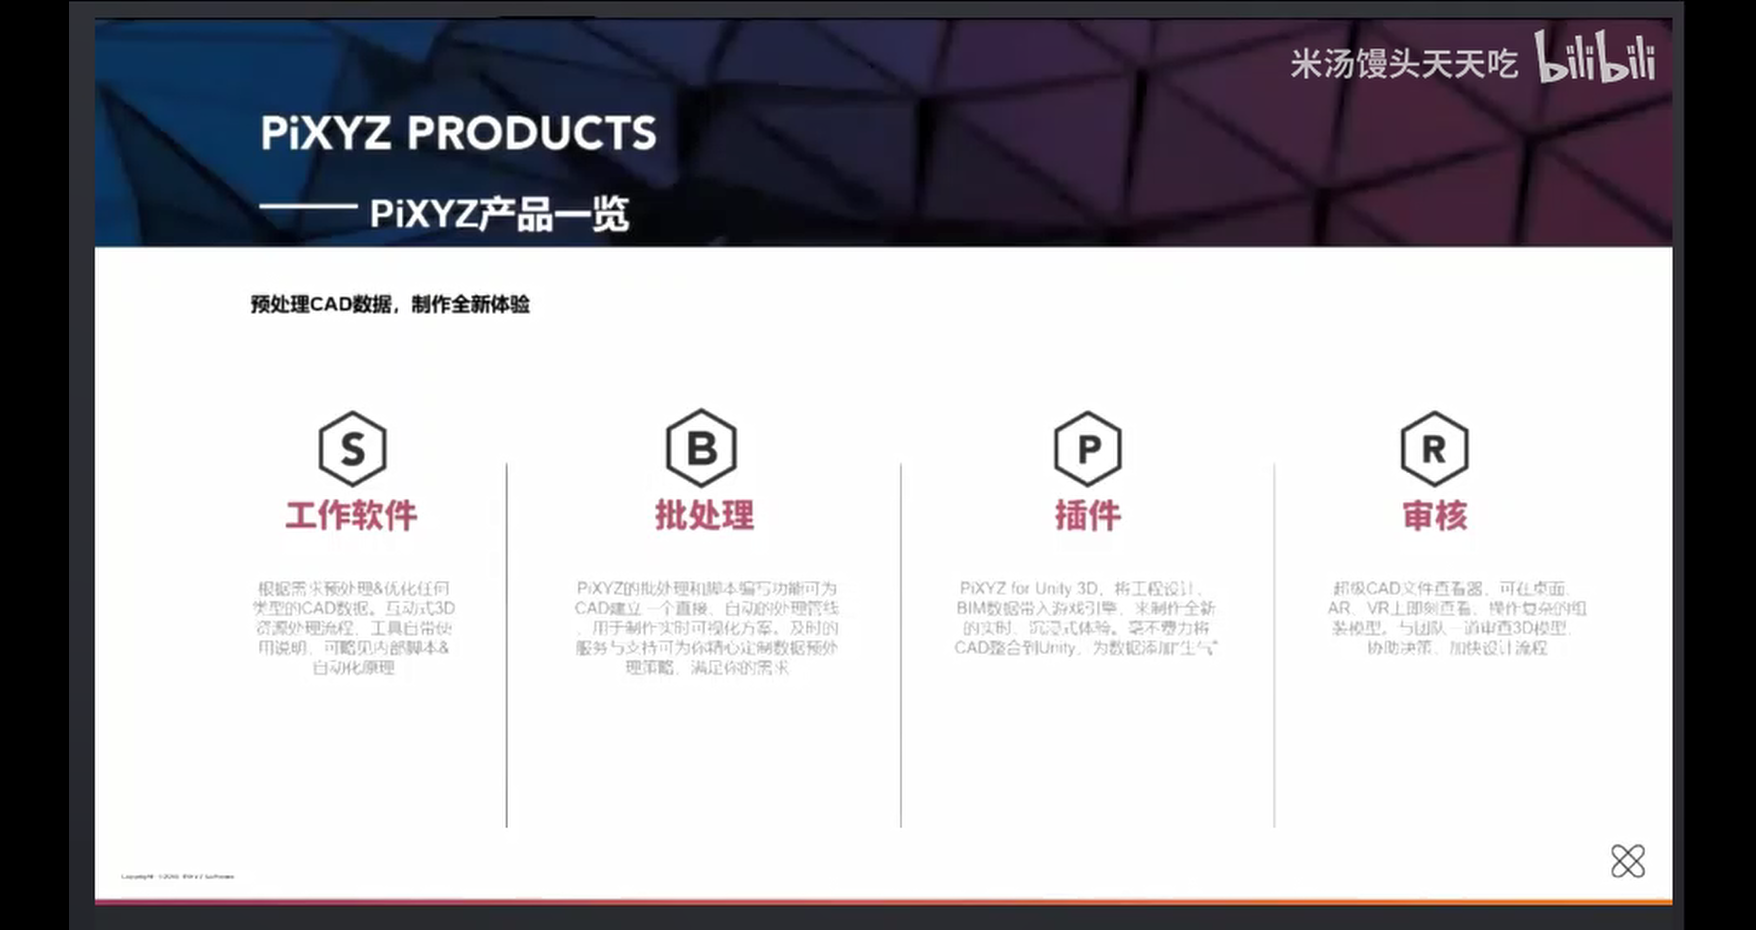 米汤馒头天天吃 bilibili
PiXYZ PRODUCTS
PiXYZ产品一览
预处理CAD数据，制作全新体验
S
工作软件
根据需求预处理&优化任何
类型的CAD数据。互动式3D
资源处理流程、工具自带使
用说明、可略见内部脚本&
自动化原理
B
批处理
PiXYZ的批处理和脚本编写功能可为
CAD建立一个直接、自动的处理管线
，用于制作实时可视化方案。及时的
服务与支持可为你精心定制数据预处
理策略，满足你的需求
P
插件
PiXYZ for Unity 3D，将工程设计、
BIM数据带入游戏引擎，来制作全新
的实时、沉浸式体验。毫不费力将
CAD整合到Unity，为数据添加“生气”
R
审核
超级CAD文件查看器，可在桌面、
AR、VR上即刻查看、操作复杂的组
装模型。与团队一道审查3D模型，
协助决策、加快设计流程